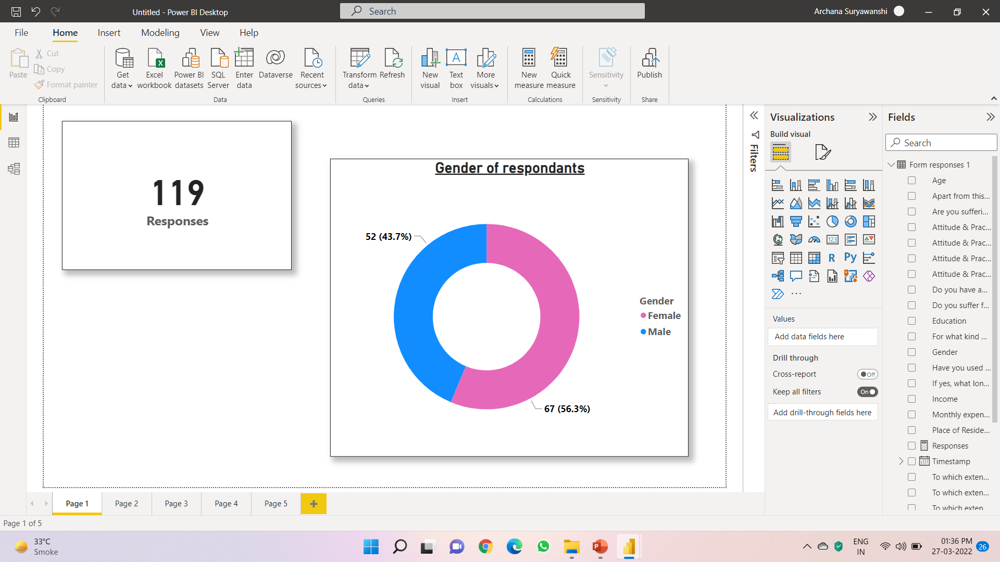 Untitled - Power BI Desktop
Search
Archana Suryawanshi
File
Home
Insert
Modeling
View
Help
Paste
Cut
Copy
Format painter
Clipboard
Get data
Excel workbook
Power BI datasets
SQL Server
Enter data
Dataverse
Recent sources
Data
Transform data
Refresh
Queries
New visual
A
Text box
More visuals
Insert
New measure
Quick measure
Calculations
Sensitivity
Sensitivity
Publish
Share
119
Responses
Gender of respondants
52 (43.7%)
67 (56.3%)
Gender
Female
Male
Filters
Visualizations
Build visual
123
R
Py
...
Values
Add data fields here
Drill through
Cross-report
Off
Keep all filters
On
Add drill-through fields here
Fields
Search
Form responses 1
Age
Apart from this...
Are you sufferi...
Attitude & Prac...
Attitude & Prac...
Attitude & Prac...
Attitude & Prac...
Do you have a...
Do you suffer f...
Education
For what kind ...
Gender
Have you used ...
If yes, what lon...
Income
Monthly expen...
Place of Reside...
Responses
Timestamp
To which exten...
To which exten...
To which exten
Page 1
Page 2
Page 3
Page 4
Page 5
Page 1 of 5
33°C
Smoke
P
ENG
IN
01:36 PM
27-03-2022
26